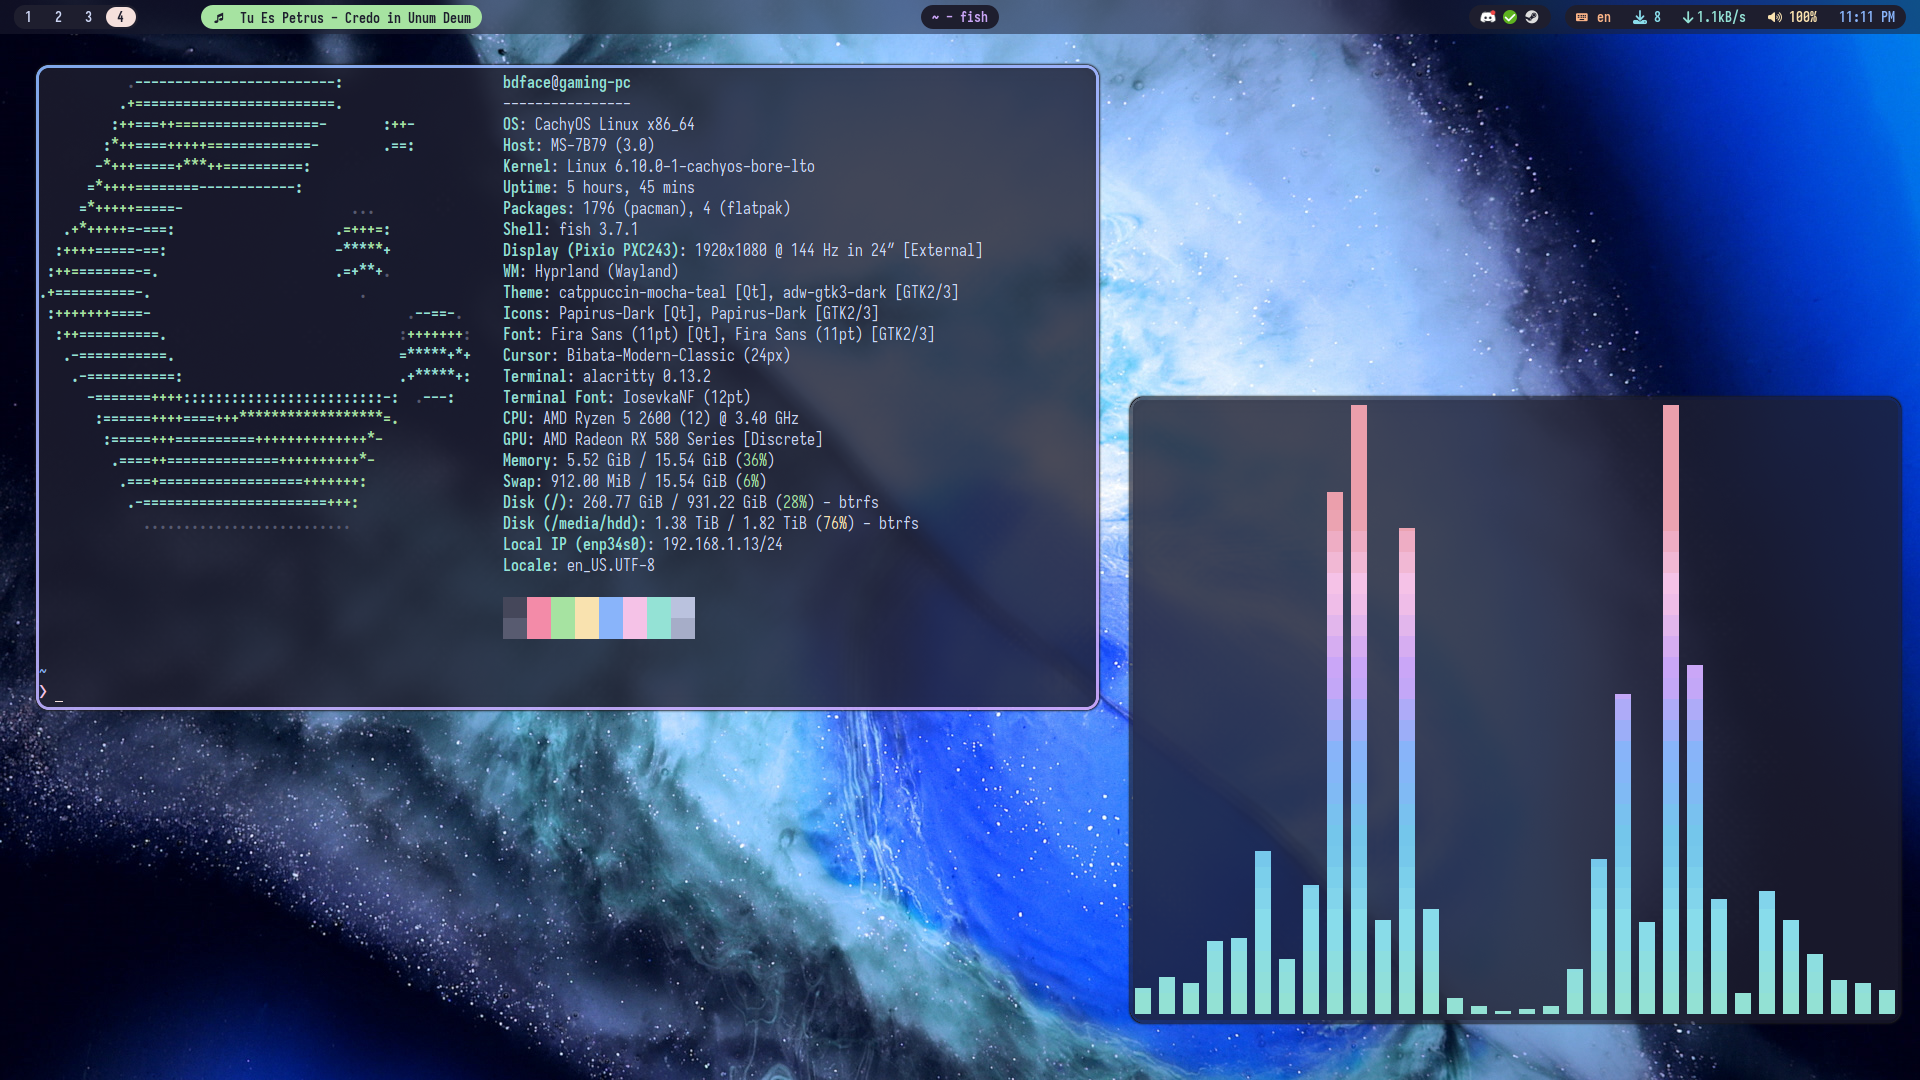 1 2 3 4
Tu Es Petrus - Credo in Unum Deum
~ - fish
en
8
1.1kB/s
100%
11:11 PM
bdface@gaming-pc
----------------
OS: CachyOS Linux x86_64
Host: MS-7B79 (3.0)
Kernel: Linux 6.10.0-1-cachyos-bore-lto
Uptime: 5 hours, 45 mins
Packages: 1796 (pacman), 4 (flatpak)
Shell: fish 3.7.1
Display (Pixio PXC243): 1920x1080 @ 144 Hz in 24″ [External]
WM: Hyprland (Wayland)
Theme: catppuccin-mocha-teal [Qt], adw-gtk3-dark [GTK2/3]
Icons: Papirus-Dark [Qt], Papirus-Dark [GTK2/3]
Font: Fira Sans (11pt) [Qt], Fira Sans (11pt) [GTK2/3]
Cursor: Bibata-Modern-Classic (24px)
Terminal: alacritty 0.13.2
Terminal Font: IosevkaNF (12pt)
CPU: AMD Ryzen 5 2600 (12) @ 3.40 GHz
GPU: AMD Radeon RX 580 Series [Discrete]
Memory: 5.52 GiB / 15.54 GiB (36%)
Swap: 912.00 MiB / 15.54 GiB (6%)
Disk (/): 260.77 GiB / 931.22 GiB (28%) - btrfs
Disk (/media/hdd): 1.38 TiB / 1.82 TiB (76%) - btrfs
Local IP (enp34s0): 192.168.1.13/24
Locale: en_US.UTF-8
~
❯ _